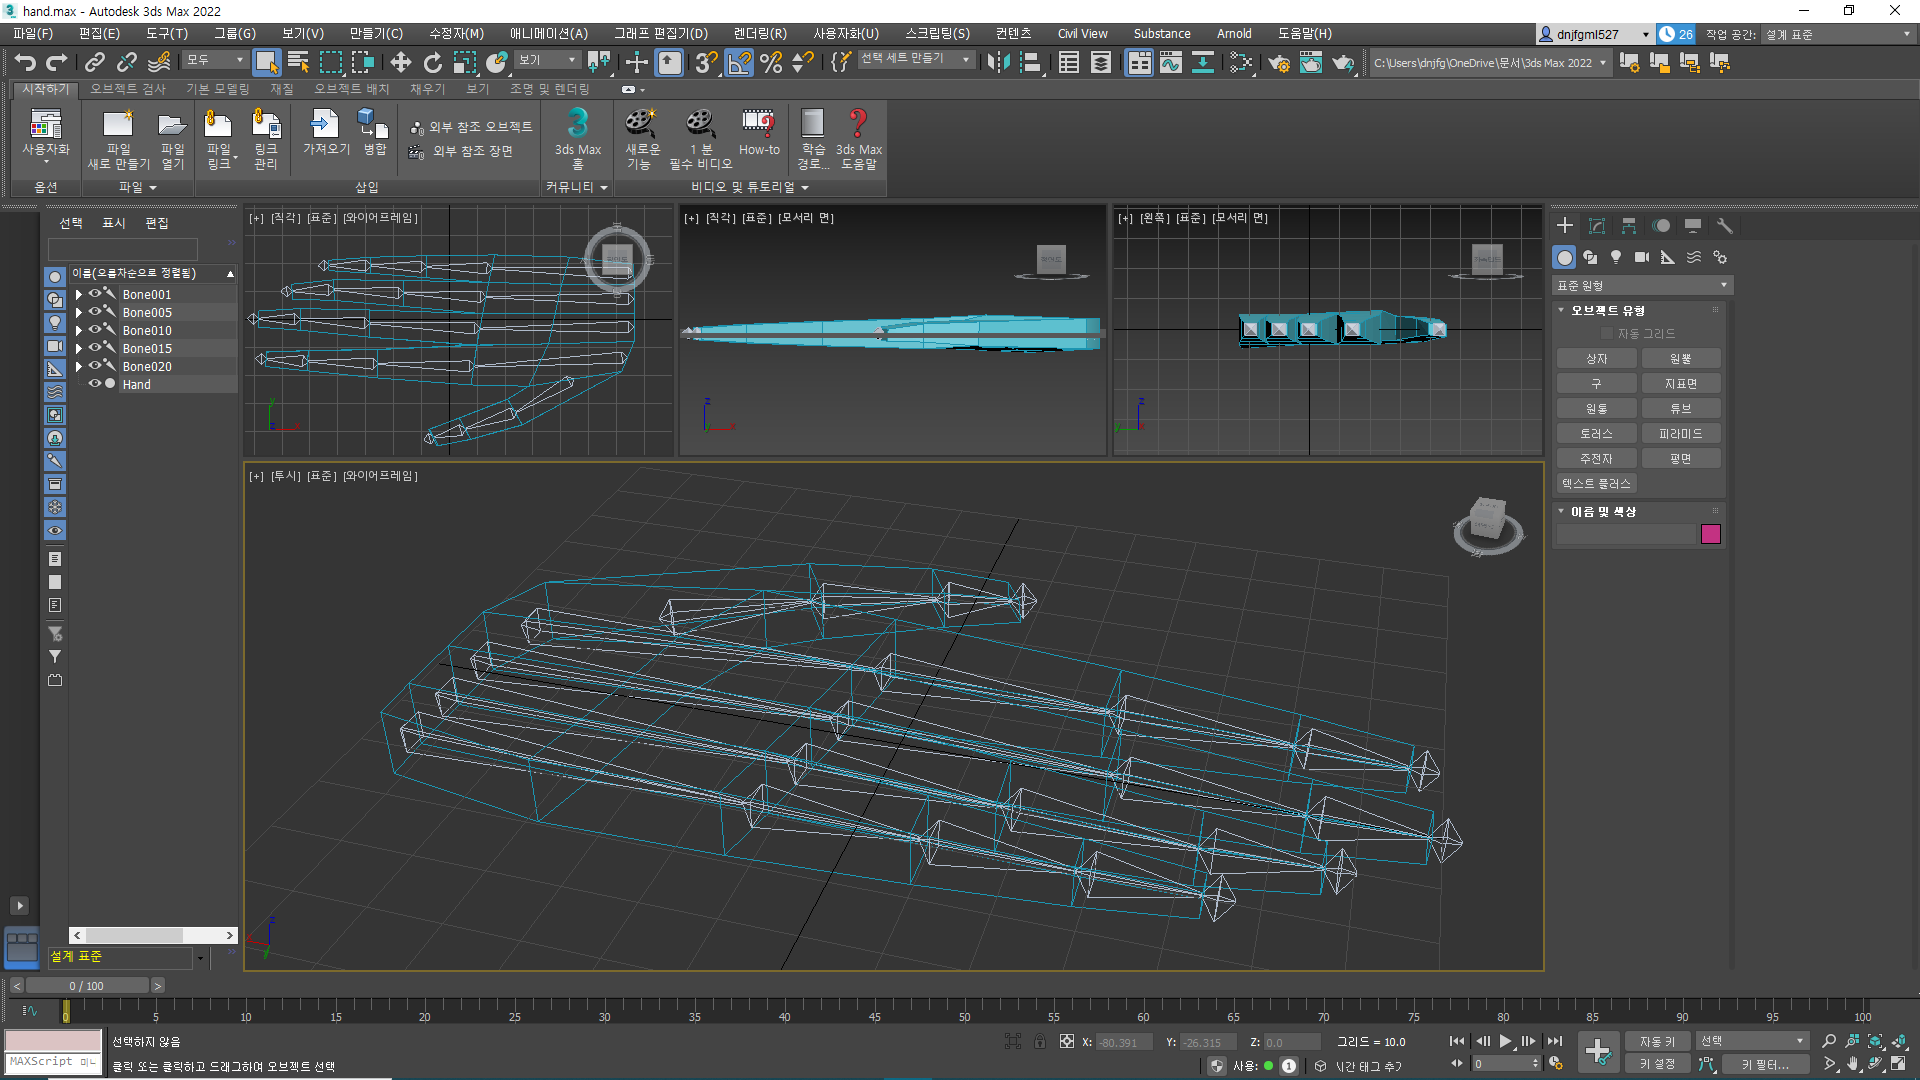 hand.max - Autodesk 3ds Max 2022
파일(F) 편집(E) 도구(T) 그룹(G) 보기(V) 만들기(C) 수정자(M) 애니메이션(A) 그래프 편집기(D) 렌더링(R) 사용자화(U) 스크립팅(S) 컨텐츠 Civil View Substance Arnold 도움말(H)
dnjfgml527 26 작업 공간: 설계 표준
모두 보기 선택 세트 만들기 C:\Users\dnjfg\OneDrive\문서\3ds Max 2022
시작하기 오브젝트 검사 기본 모델링 재질 오브젝트 배치 채우기 보기 조명 및 렌더링
사용자화
파일 새로 만들기
파일 열기
파일 링크
링크 관리
가져오기
병합
외부 참조 오브젝트
외부 참조 장면
3ds Max 홈
새로운 기능
1 분 필수 비디오
How-to
학습 경로...
3ds Max 도움말
옵션 파일 삽입 커뮤니티 비디오 및 튜토리얼
선택 표시 편집
이름(오름차순으로 정렬됨)
Bone001
Bone005
Bone010
Bone015
Bone020
Hand
설계 표준
[+] [직각] [표준] [와이어프레임]
[+] [직각] [표준] [모서리 면]
[+] [왼쪽] [표준] [모서리 면]
[+] [투시] [표준] [와이어프레임]
표준 원형
오브젝트 유형
자동 그리드
상자 원뿔
구 지표면
원통 튜브
토러스 피라미드
주전자 평면
텍스트 플러스
이름 및 색상
0 / 100
0 5 10 15 20 25 30 35 40 45 50 55 60 65 70 75 80 85 90 95 100
선택하지 않음
MAXScript 미니
클릭 또는 클릭하고 드래그하여 오브젝트 선택
X: -80.391 Y: -26.315 Z: 0.0 그리드 = 10.0
사용: 1 시간 태그 추가
0
자동 키 선택
키 설정 키 필터...